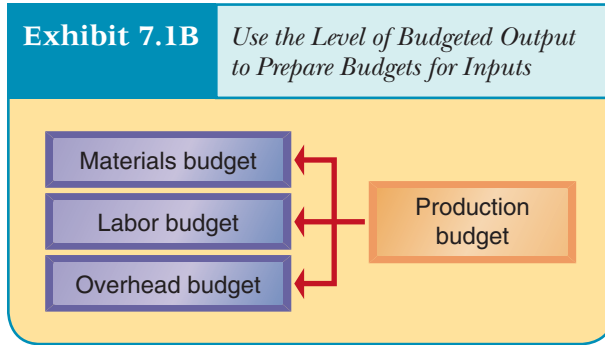 Exhibit 7.1B
Use the Level of Budgeted Output
to Prepare Budgets for Inputs
Materials budget
Labor budget
Overhead budget
Production
budget